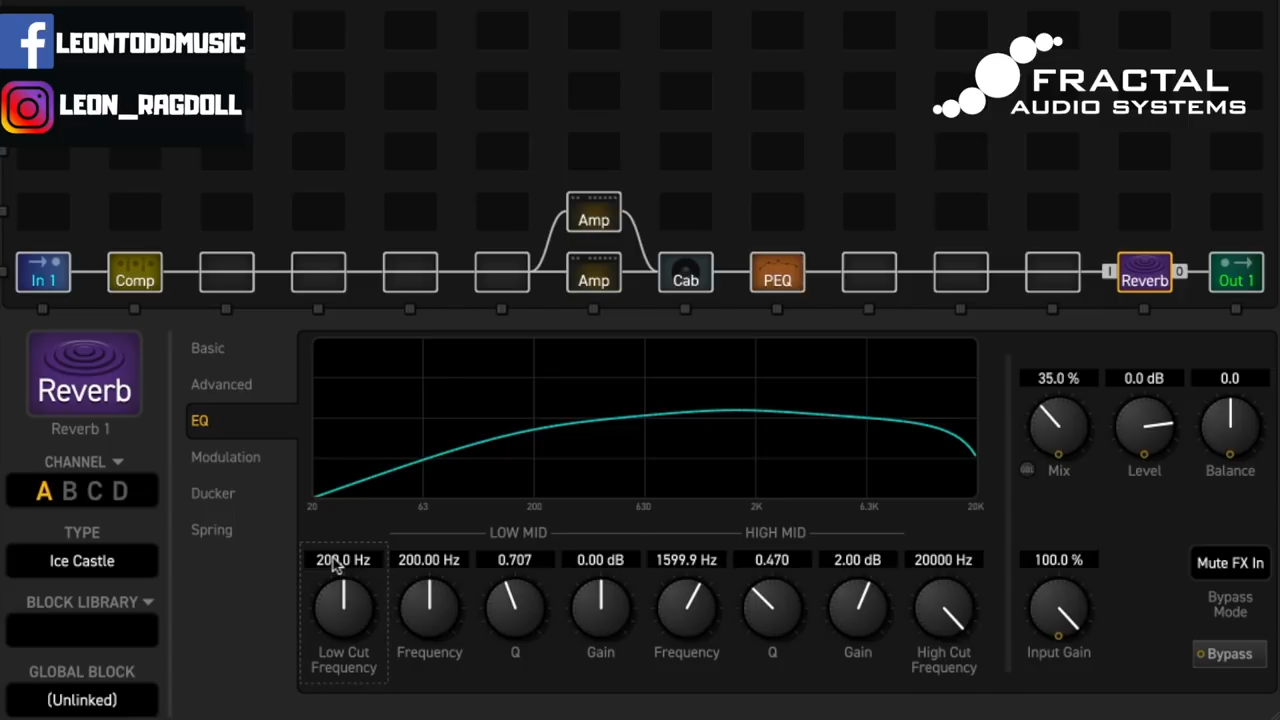 LEONTODDMUSIC
LEON_RAGDOLL
FRACTAL
AUDIO SYSTEMS
Amp
In 1
Comp
Amp
Cab
PEQ
I
Reverb
O
Out 1
Reverb
Reverb 1
CHANNEL
A B C D
TYPE
Ice Castle
BLOCK LIBRARY
GLOBAL BLOCK
(Unlinked)
Basic
Advanced
EQ
Modulation
Ducker
Spring
20 63 200 630 2K 6.3K 20K
LOW MID HIGH MID
200.0 Hz 200.00 Hz 0.707 0.00 dB 1599.9 Hz 0.470 2.00 dB 20000 Hz
Low Cut Frequency Frequency Q Gain Frequency Q Gain High Cut Frequency
35.0 % 0.0 dB 0.0
Mix Level Balance
100.0 %
Input Gain
Mute FX In
Bypass
Mode
Bypass